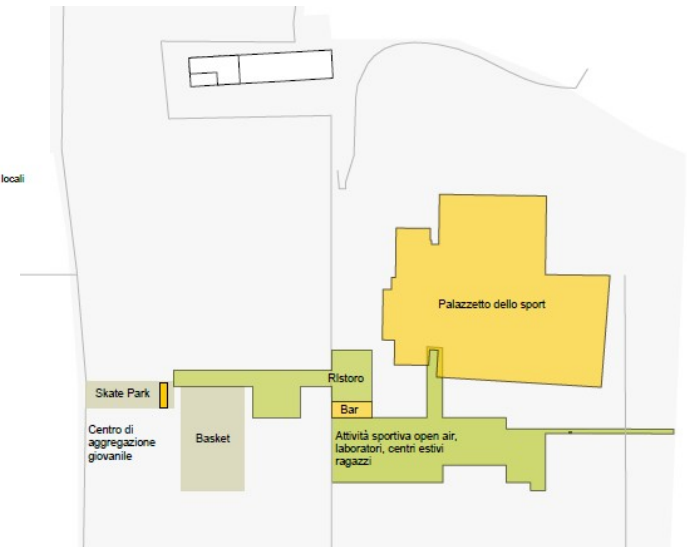 locali
Palazzetto dello sport
RIstoro
Skate Park
Bar
Centro di
aggregazione
giovanile
Basket
Attività sportiva open air,
laboratori, centri estivi
ragazzi